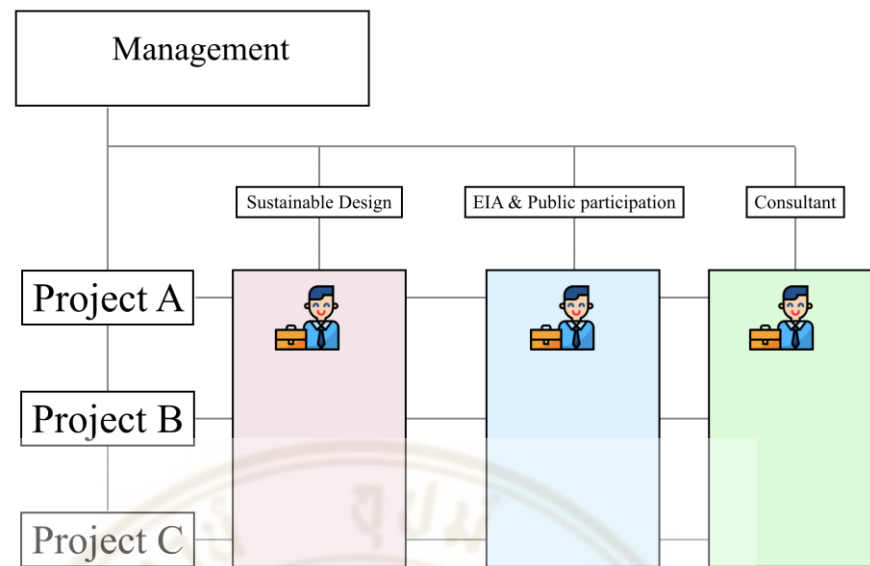 Management
Sustainable Design
EIA & Public participation
Consultant
Project A
Project B
Project C